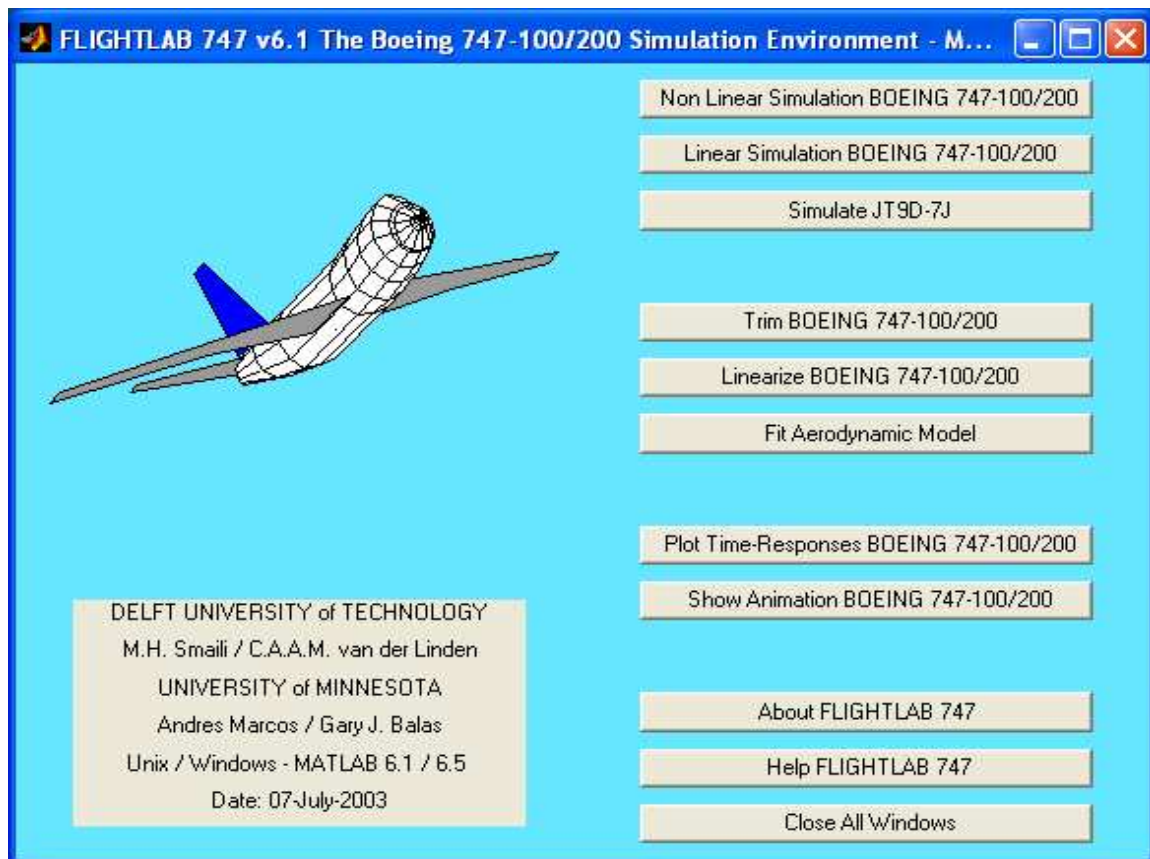 FLIGHTLAB 747 v6.1 The Boeing 747-100/200 Simulation Environment - M...
Non Linear Simulation BOEING 747-100/200
Linear Simulation BOEING 747-100/200
Simulate JT9D-7J
Trim BOEING 747-100/200
Linearize BOEING 747-100/200
Fit Aerodynamic Model
Plot Time-Responses BOEING 747-100/200
Show Animation BOEING 747-100/200
DELFT UNIVERSITY of TECHNOLOGY
M.H. Smaili / C.A.A.M. van der Linden
UNIVERSITY of MINNESOTA
Andres Marcos / Gary J. Balas
Unix / Windows - MATLAB 6.1 / 6.5
Date: 07-July-2003
About FLIGHTLAB 747
Help FLIGHTLAB 747
Close All Windows